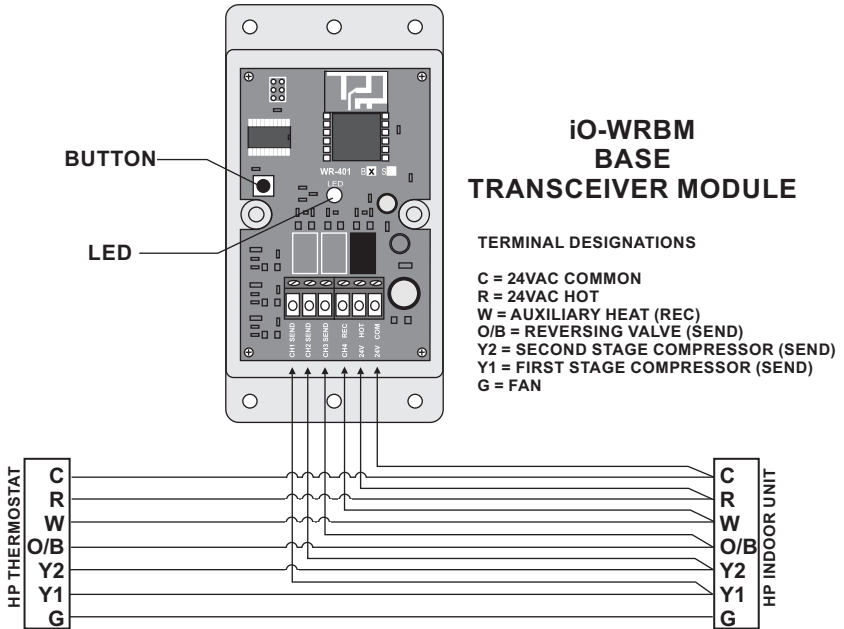 iO-WRBM
BASE
TRANSCEIVER MODULE
BUTTON
LED
WR-401 B X S
LED
TERMINAL DESIGNATIONS
C = 24VAC COMMON
R = 24VAC HOT
W = AUXILIARY HEAT (REC)
O/B = REVERSING VALVE (SEND)
Y2 = SECOND STAGE COMPRESSOR (SEND)
Y1 = FIRST STAGE COMPRESSOR (SEND)
G = FAN
CH1 SEND
CH2 SEND
CH3 SEND
CH4 REC
24V HOT
24V COM
HP THERMOSTAT
C
R
W
O/B
Y2
Y1
G
C
R
W
O/B
Y2
Y1
G
HP INDOOR UNIT